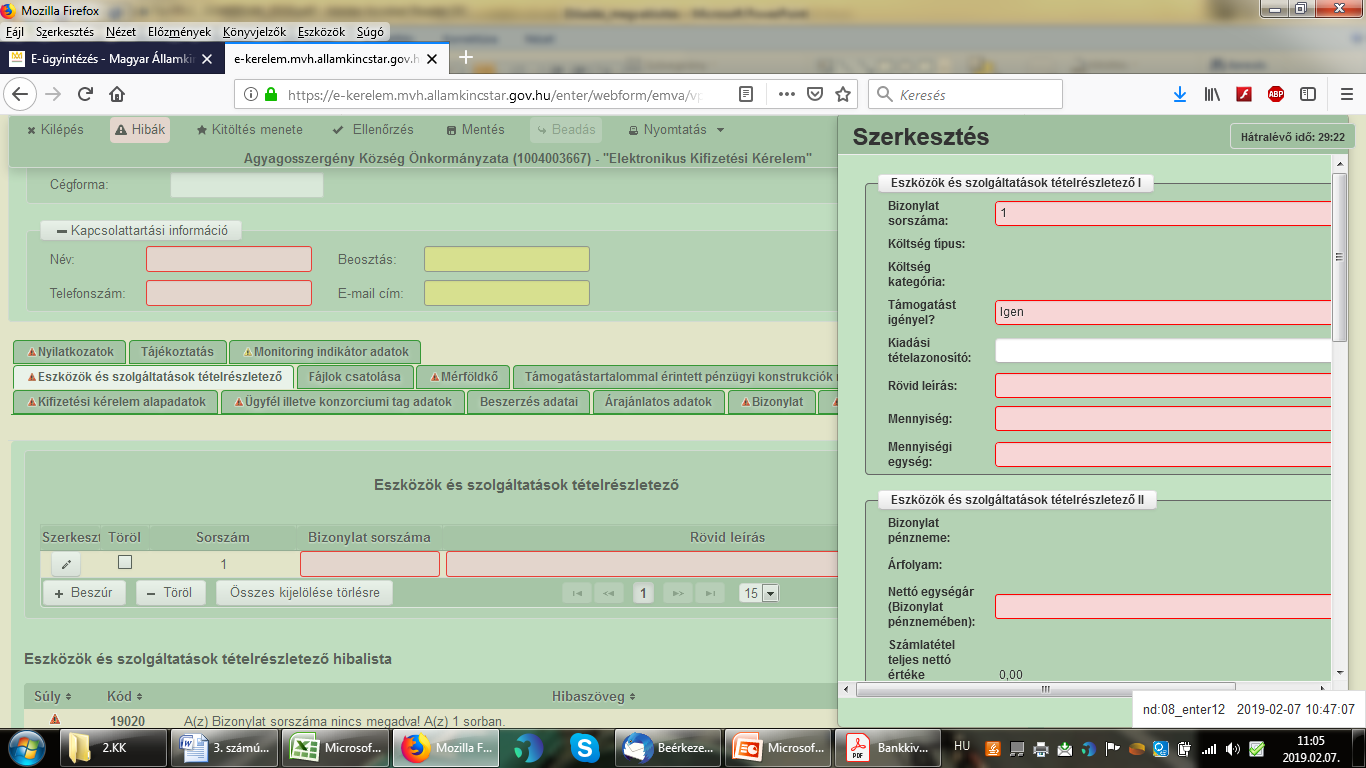 Mozilla Firefox
Fájl Szerkesztés Nézet Előzmények Könyvjelzők Eszközök Súgó
E-ügyintézés - Magyar Államki
e-kerelem.mvh.allamkincstar.gov.h
https://e-kerelem.mvh.allamkincstar.gov.hu/enter/webform/emva/vp
Keresés
ABP
Kilépés Hibák Kitöltés menete Ellenőrzés Mentés Beadás Nyomtatás
Agyagosszergény Község Önkormányzata (1004003667) - "Elektronikus Kifizetési Kérelem"
Cégforma:
Kapcsolattartási információ
Név: Beosztás:
Telefonszám: E-mail cím:
Nyilatkozatok Tájékoztatás Monitoring indikátor adatok
Eszközök és szolgáltatások tételrészletező Fájlok csatolása Mérföldkő Támogatástartalommal érintett pénzügyi konstrukciók
Kifizetési kérelem alapadatok Ügyfél illetve konzorciumi tag adatok Beszerzés adatai Árajánlatos adatok Bizonylat
Eszközök és szolgáltatások tételrészletező
Szerkeszt Töröl Sorszám Bizonylat sorszáma Rövid leírás
1
Beszúr Töröl Összes kijelölése törlésre 1 15
Eszközök és szolgáltatások tételrészletező hibalista
Súly Kód Hibaszöveg
19020 A(z) Bizonylat sorszáma nincs megadva! A(z) 1 sorban.
Szerkesztés
Hátralévő idő: 29:22
Eszközök és szolgáltatások tételrészletező I
Bizonylat
sorszáma:
1
Költség típus:
Költség
kategória:
Támogatást
igényel?
Igen
Kiadási
tételazonosító:
Rövid leírás:
Mennyiség:
Mennyiségi
egység:
Eszközök és szolgáltatások tételrészletező II
Bizonylat
pénzneme:
Árfolyam:
Nettó egységár
(Bizonylat
pénznemében):
Számlatétel
teljes nettó
értéke
0,00
nd:08_enter12 2019-02-07 10:47:07
2.KK
3. számú...
Microsof...
Mozilla F...
Beérkeze...
Microsof...
Bankkiv...
HU
11:05
2019.02.07.